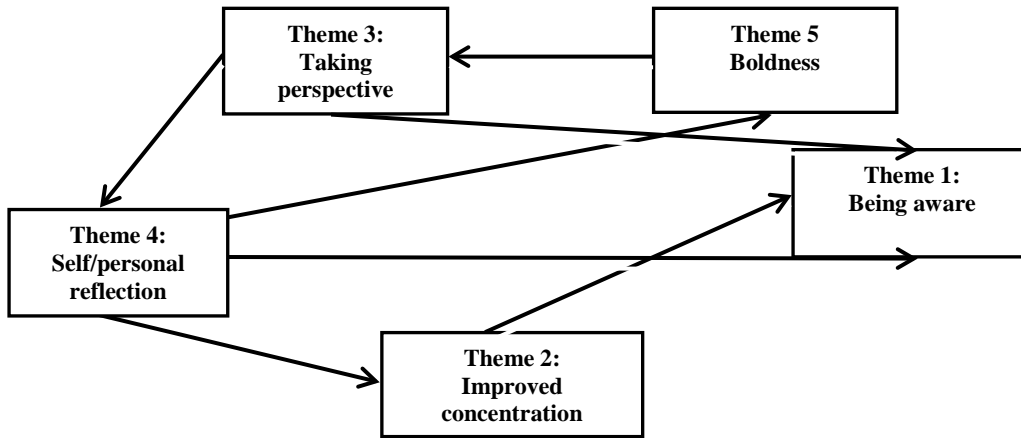 Theme 3:
Taking
perspective
Theme 5
Boldness
Theme 1:
Being aware
Theme 4:
Self/personal
reflection
Theme 2:
Improved
concentration